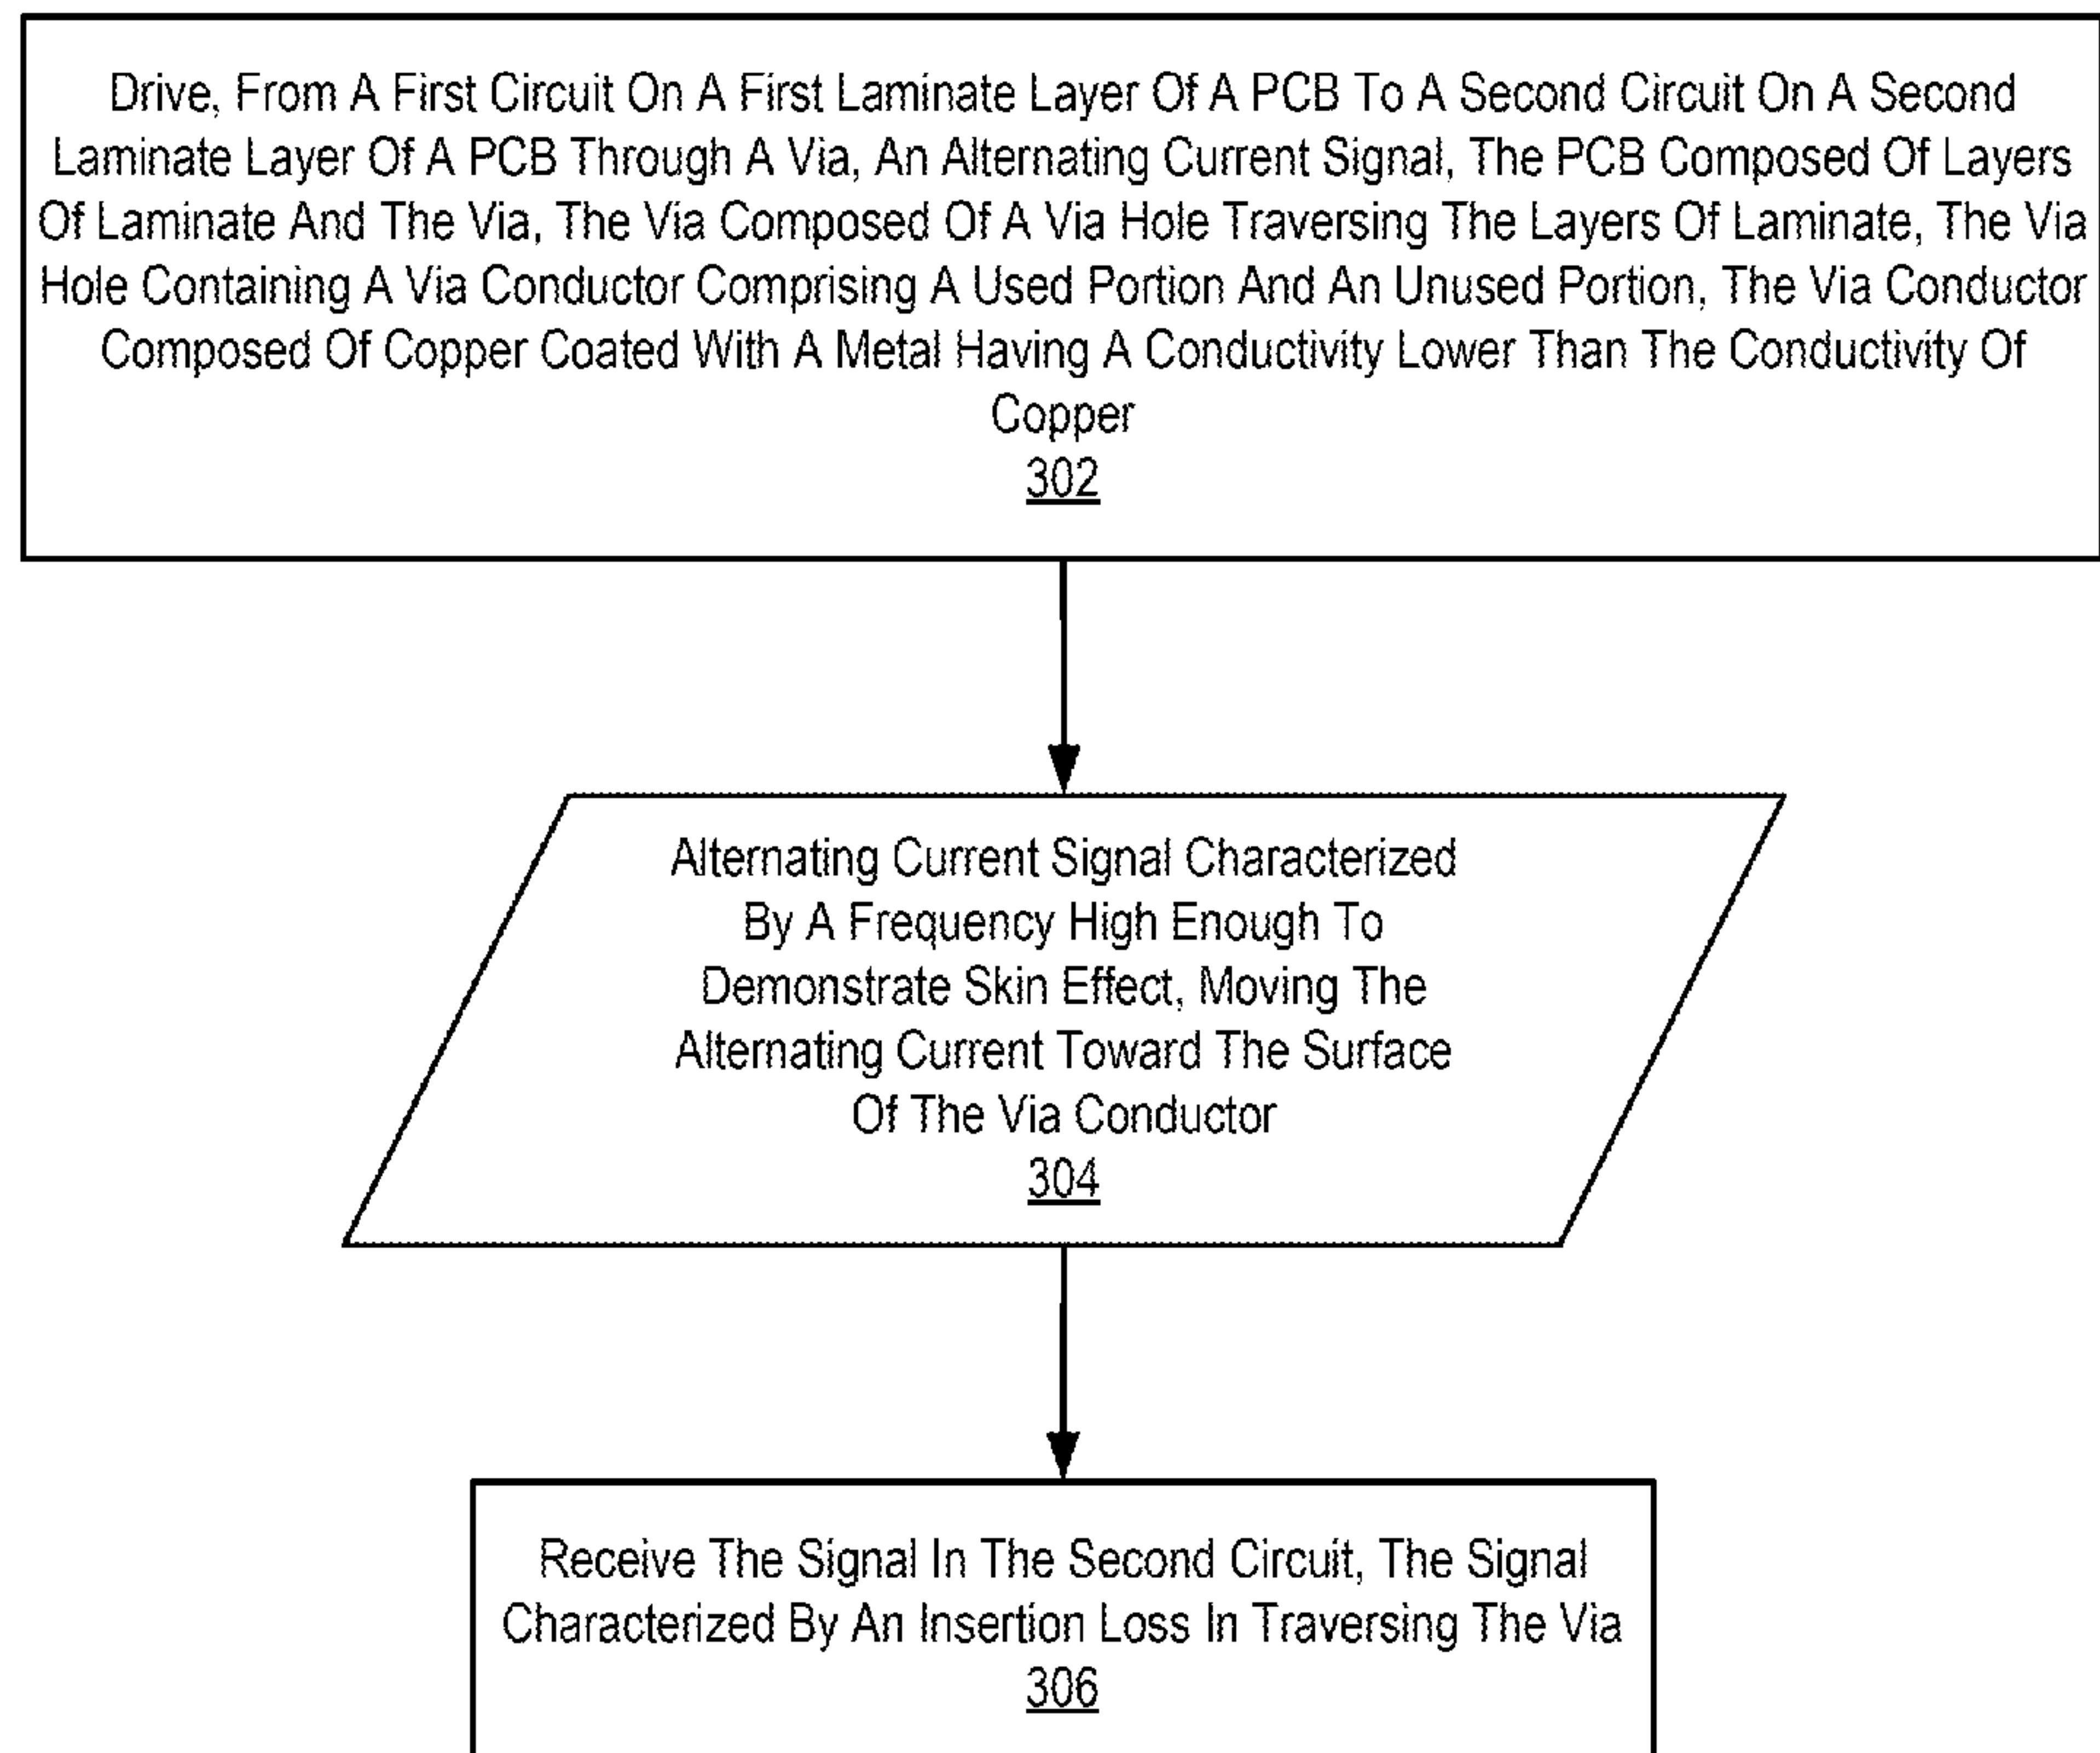 Drive, From A First Circuit On A First Laminate Layer Of A PCB To A Second Circuit On A Second
Laminate Layer Of A PCB Through A Via, An Alternating Current Signal, The PCB Composed Of Layers
Of Laminate And The Via, The Via Composed Of A Via Hole Traversing The Layers Of Laminate, The Via
Hole Containing A Via Conductor Comprising A Used Portion And An Unused Portion, The Via Conductor
Composed Of Copper Coated With A Metal Having A Conductivity Lower Than The Conductivity Of
Copper
302
Alternating Current Signal Characterized
By A Frequency High Enough To
Demonstrate Skin Effect, Moving The
Alternating Current Toward The Surface
Of The Via Conductor
304
Receive The Signal In The Second Circuit, The Signal
Characterized By An Insertion Loss In Traversing The Via
306